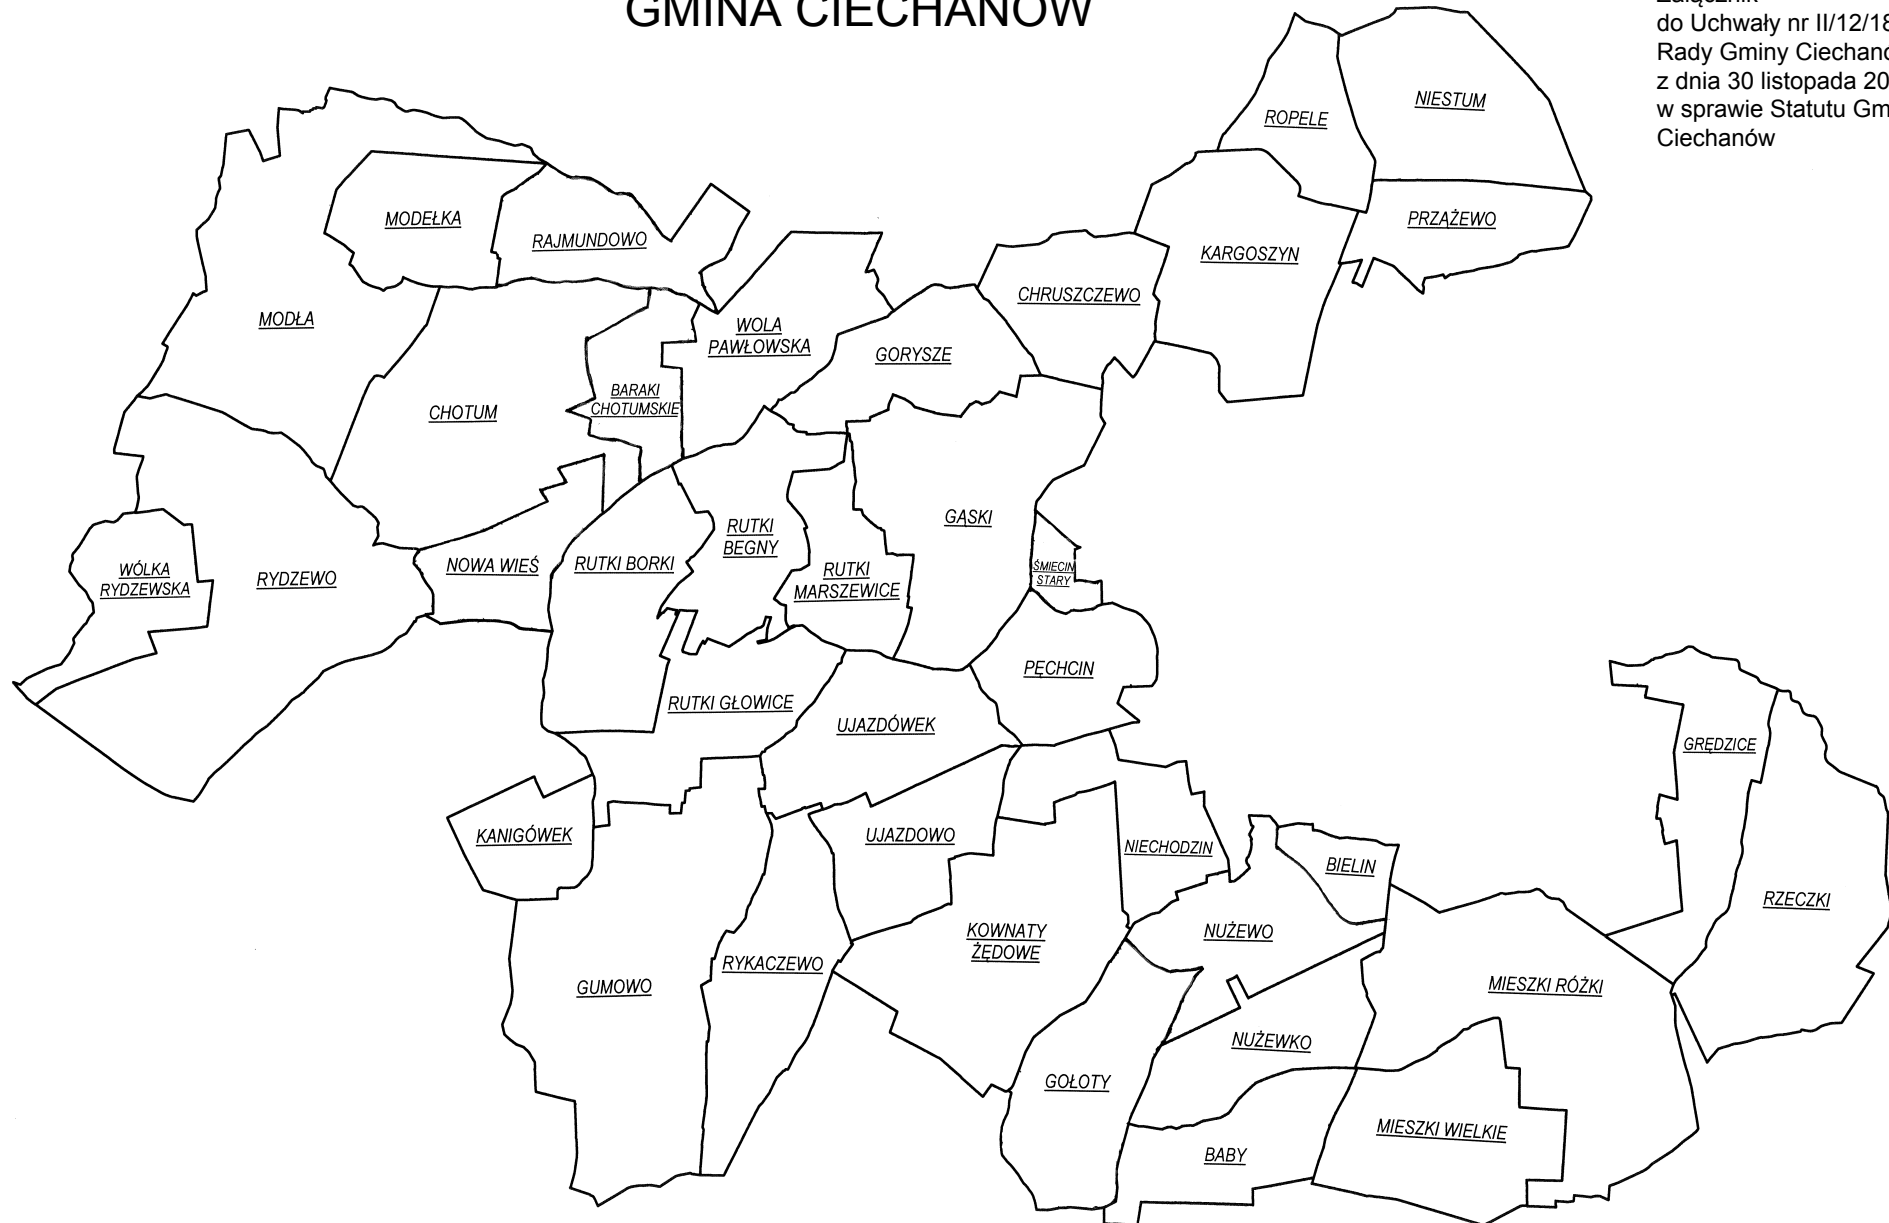 GMINA CIECHANÓW
Załącznik
do Uchwały nr II/12/18
Rady Gminy
z dnia 30 listopada
w sprawie Statutu
Ciechanów
NIESTUM
ROPELE
PRZĄŻEWO
MODEŁKA
RAJMUNDOWO
KARGOSZYN
CHRUSZCZEWO
MODŁA
WOLA
PAWŁOWSKA
GORYSZE
BARAKI
CHOTUMSKIE
CHOTUM
GĄSKI
RUTKI
BEGNY
WÓLKA
RYDZEWSKA
RYDZEWO
NOWA WIEŚ
RUTKI BORKI
RUTKI
MARSZEWICE
ŚMIECIN
STARY
PĘCHCIN
RUTKI GŁOWICE
UJAZDÓWEK
GRĘDZICE
KANIGÓWEK
UJAZDOWO
NIECHODZIN
BIELIN
RZECZKI
KOWNATY
ŻĘDOWE
NUŻEWO
RYKACZEWO
GUMOWO
MIESZKI RÓŻKI
NUŻEWKO
GOŁOTY
MIESZKI WIELKIE
BABY